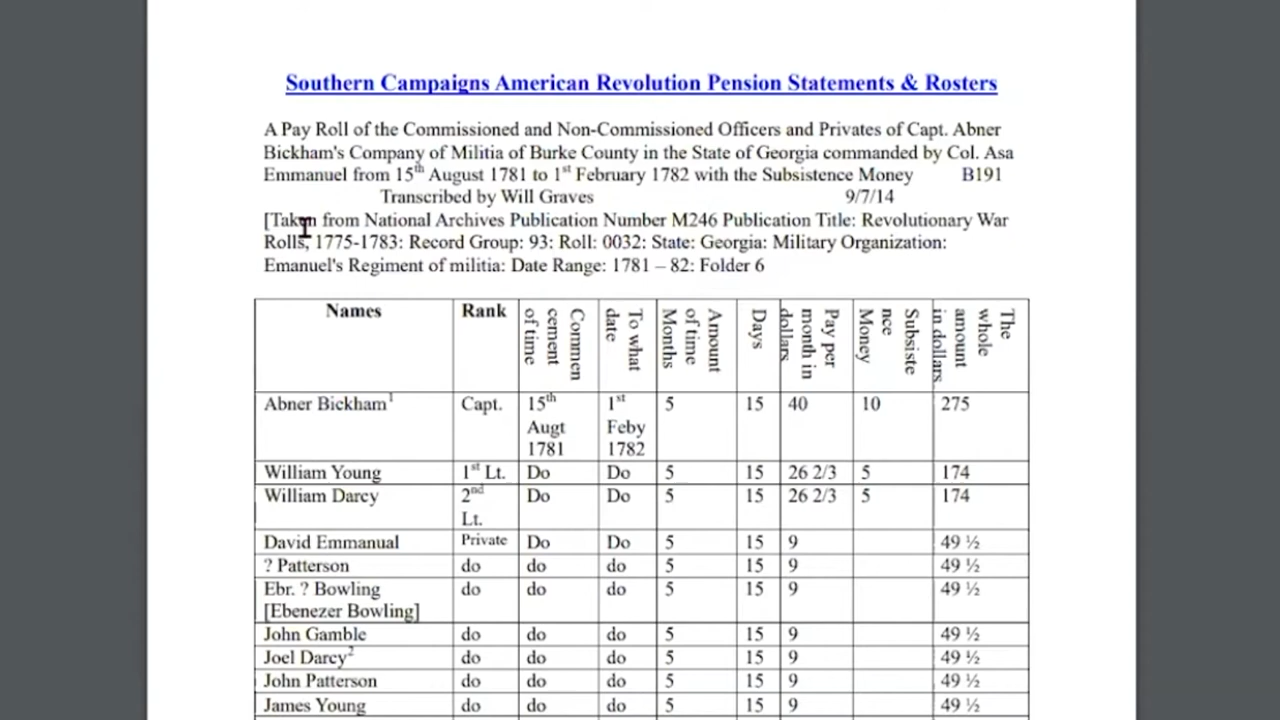 Southern Campaigns American Revolution Pension Statements & Rosters
A Pay Roll of the Commissioned and Non-Commissioned Officers and Privates of Capt. Abner
Bickham's Company of Militia of Burke County in the State of Georgia commanded by Col. Asa
Emmanuel from 15th August 1781 to 1st February 1782 with the Subsistence Money B191
Transcribed by Will Graves 9/7/14
[Taken from National Archives Publication Number M246 Publication Title: Revolutionary War
Rolls, 1775-1783: Record Group: 93: Roll: 0032: State: Georgia: Military Organization:
Emanuel's Regiment of militia: Date Range: 1781 – 82: Folder 6
Names Rank Commen cement of time To what date Amount of time Months Days Pay per month in dollars Subsiste nce Money The whole amount in dollars
Abner Bickham1 Capt. 15th 1st 5 15 40 10 275
Augt Feby
1781 1782
William Young 1st Lt. Do Do 5 15 26 2/3 5 174
William Darcy 2nd Do Do 5 15 26 2/3 5 174
Lt.
David Emmanual Private Do Do 5 15 9 49 ½
? Patterson do do do 5 15 9 49 ½
Ebr. ? Bowling do do do 5 15 9 49 ½
[Ebenezer Bowling]
John Gamble do do do 5 15 9 49 ½
Joel Darcy2 do do do 5 15 9 49 ½
John Patterson do do do 5 15 9 49 ½
James Young do do do 5 15 9 49 ½